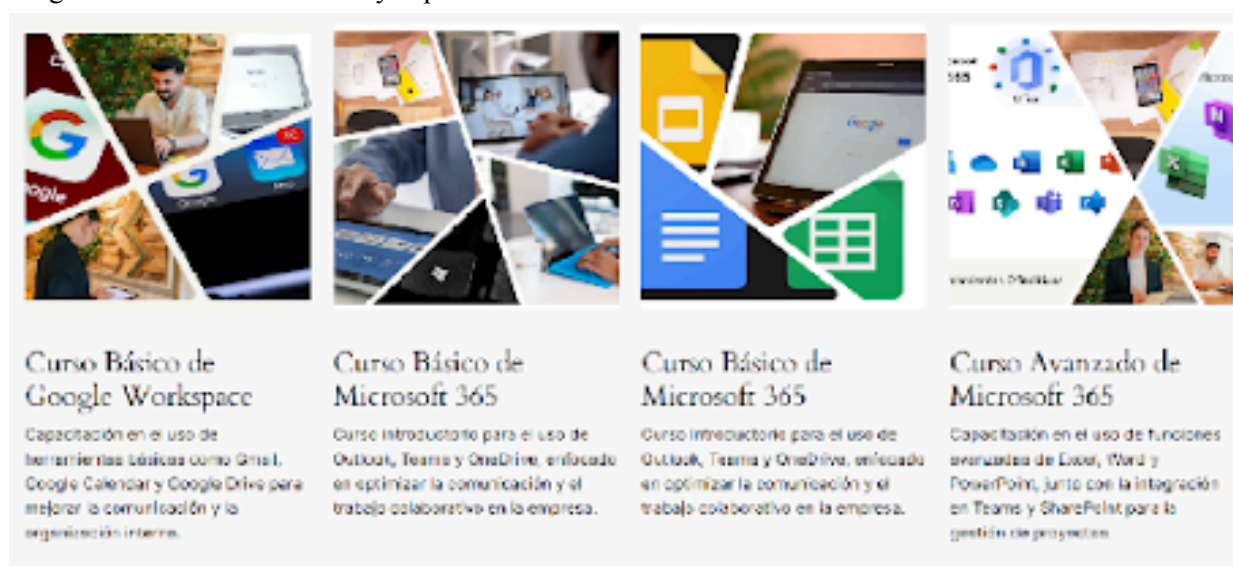 Curso Básico de
Google Workspace
Capacitación en el uso de
herramientas básicas como Gmail,
Google Calendar y Google Drive para
mejorar la comunicación y la
organización interna.
Curso Básico de
Microsoft 365
Curso introductorio para el uso de
Outlook, Teams y OneDrive, enfocado
en optimizar la comunicación y el
trabajo colaborativo en la empresa.
Curso Básico de
Microsoft 365
Curso introductorio para el uso de
Outlook, Teams y OneDrive, enfocado
en optimizar la comunicación y el
trabajo colaborativo en la empresa.
Curso Avanzado de
Microsoft 365
Capacitación en el uso de funciones
avanzadas de Excel, Word y
PowerPoint, junto con la integración
en Teams y SharePoint para la
gestión de proyectos.
Google
Google
365